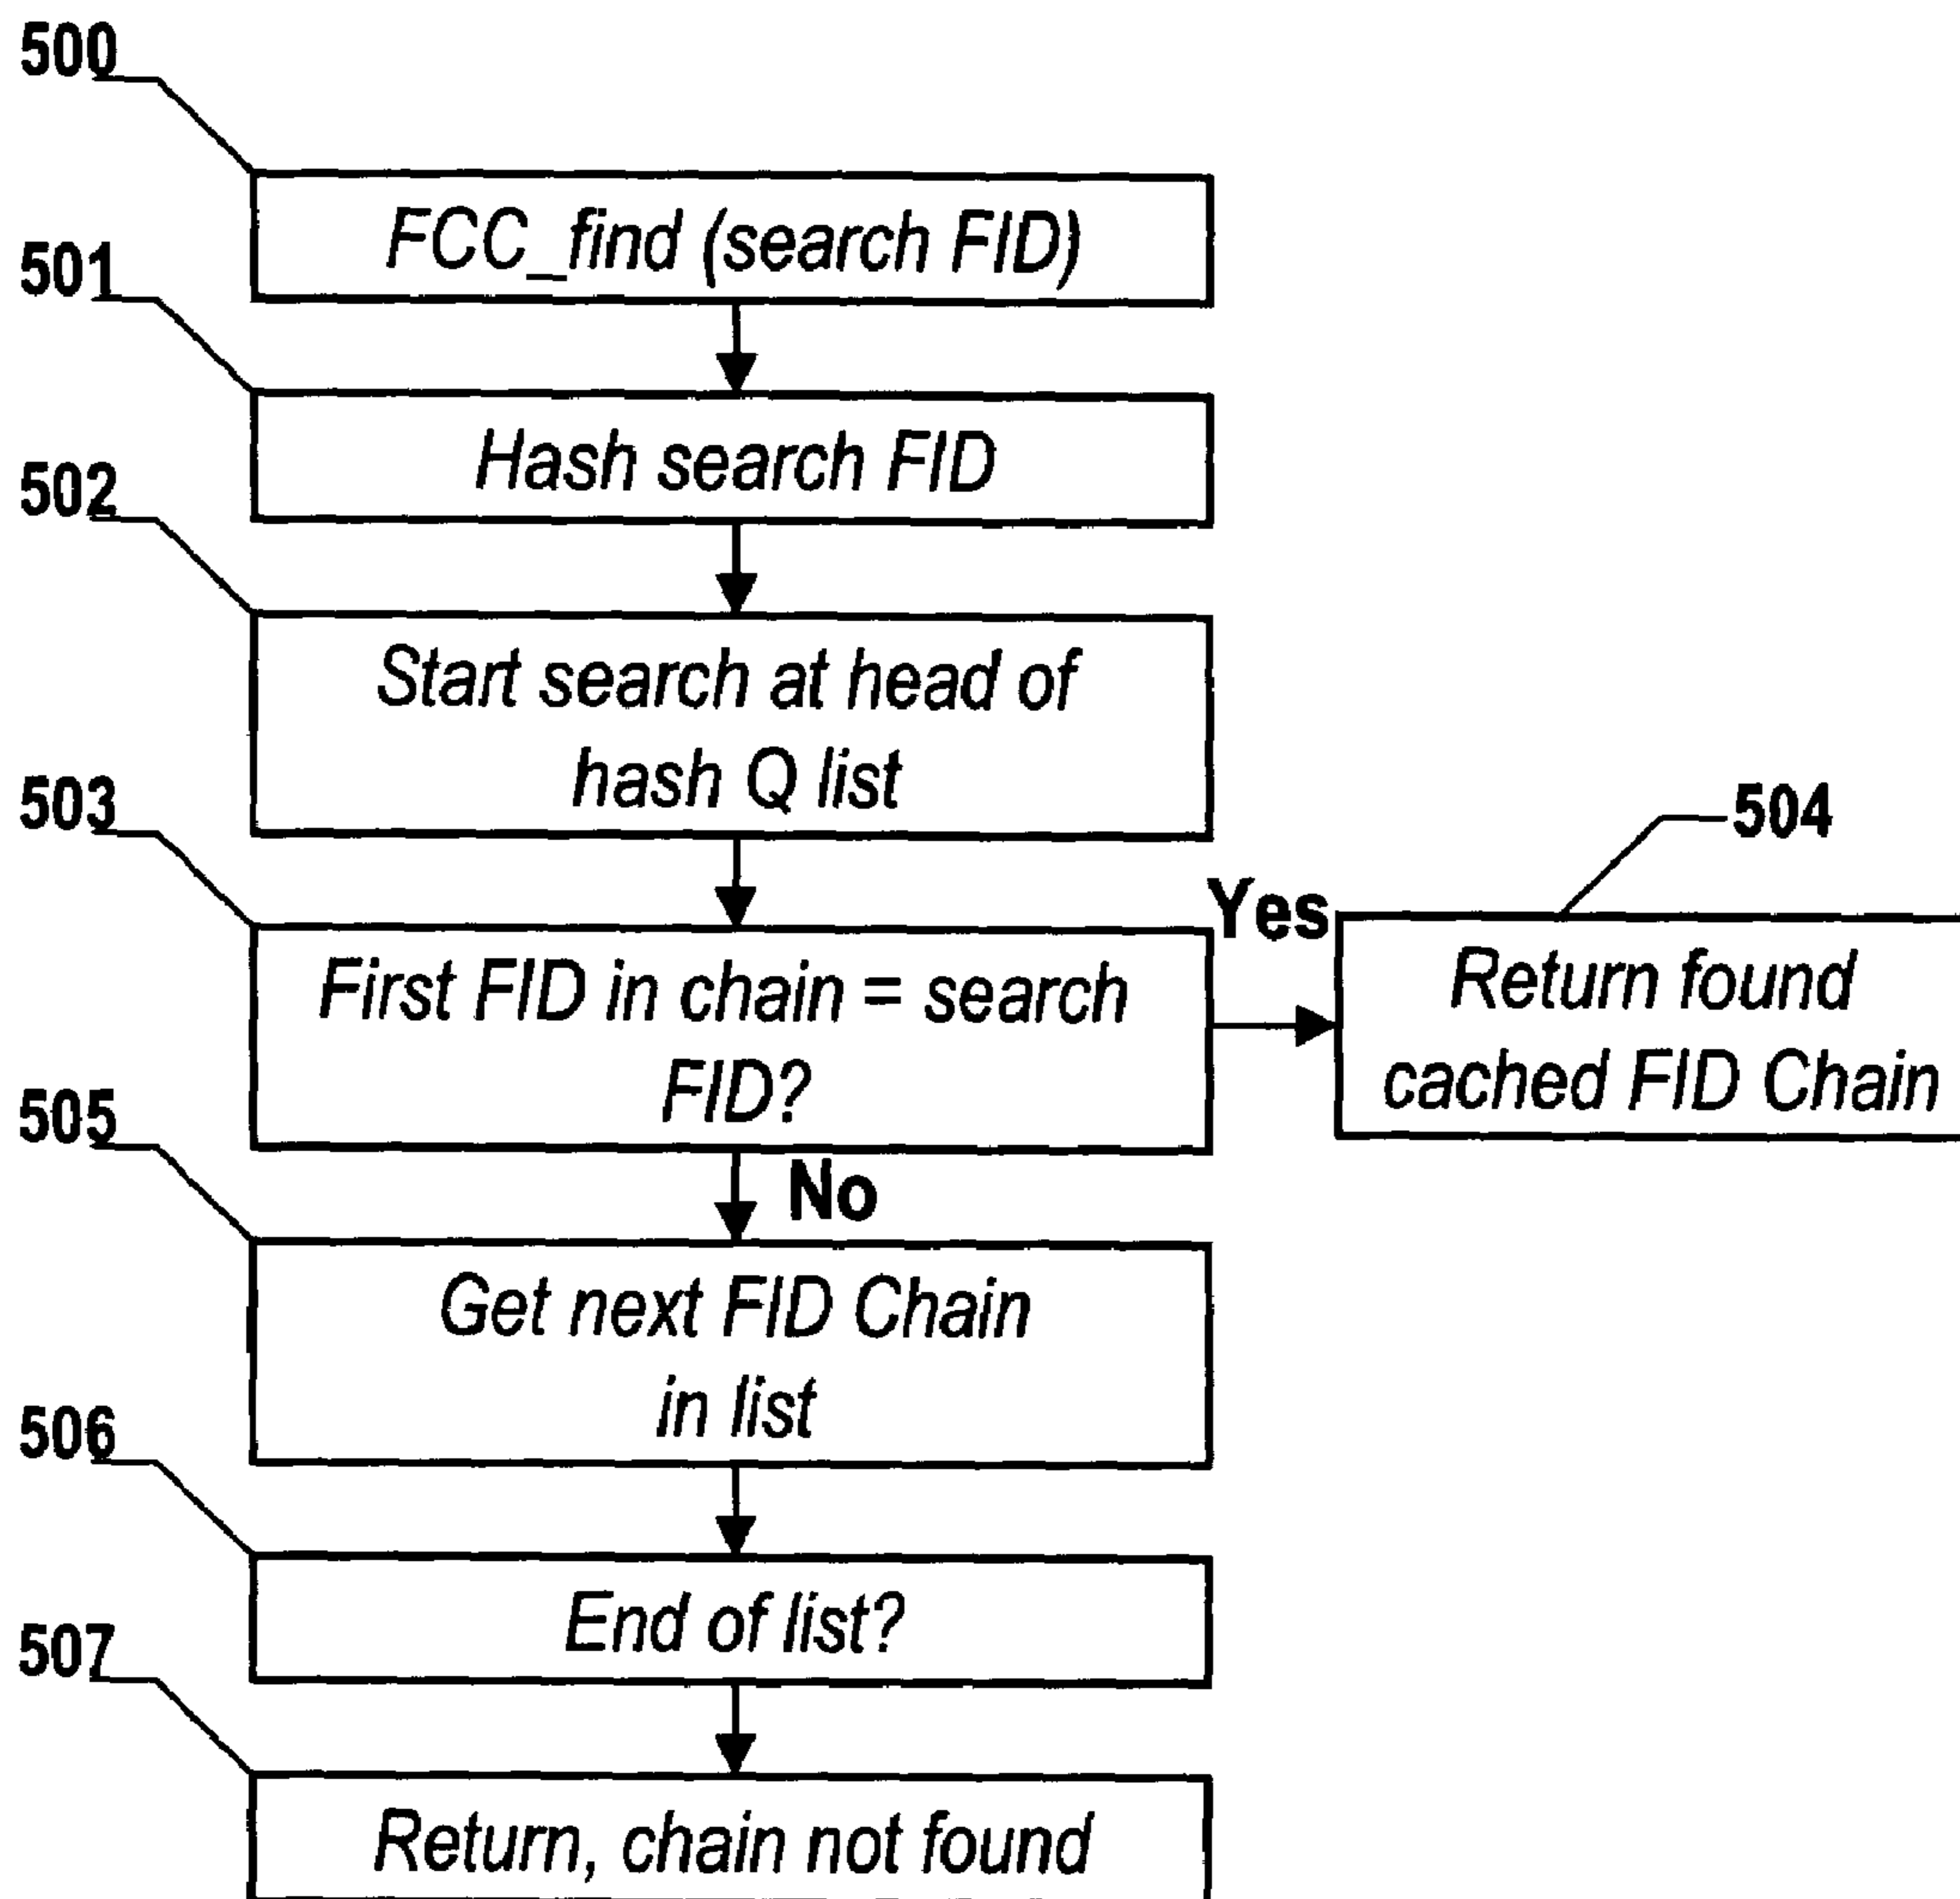 500
FCC_find (search FID)
501
Hash search FID
502
Start search at head of
hash Q list
503
First FID in chain = search
FID?
Yes
504
Return found
cached FID Chain
No
505
Get next FID Chain
in list
506
End of list?
507
Return, chain not found